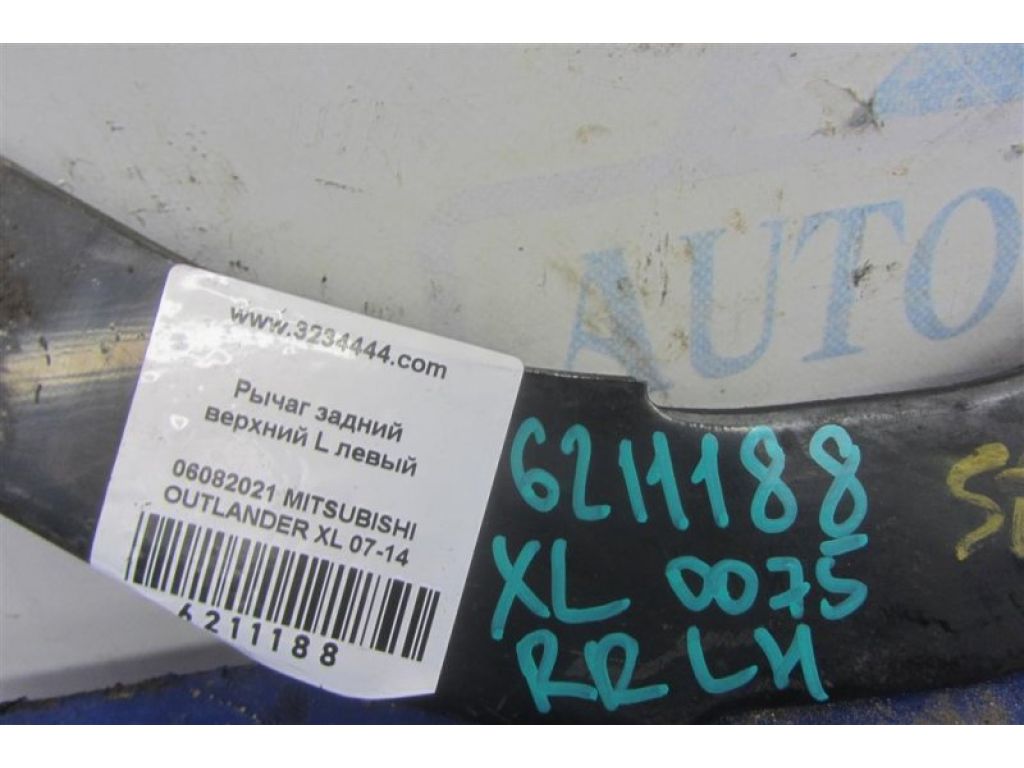 AUTO
www.3234444.com
Рычаг задний
верхний L левый
06082021 MITSUBISHI
OUTLANDER XL 07-14
6211188
6211188
XL 0075
RR LH